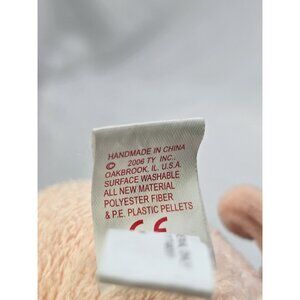 HANDMADE IN CHINA
© 2006 TY INC.,
OAKBROOK, IL. U.S.A.
SURFACE WASHABLE
ALL NEW MATERIAL
POLYESTER FIBER
& P.E. PLASTIC PELLETS
CE